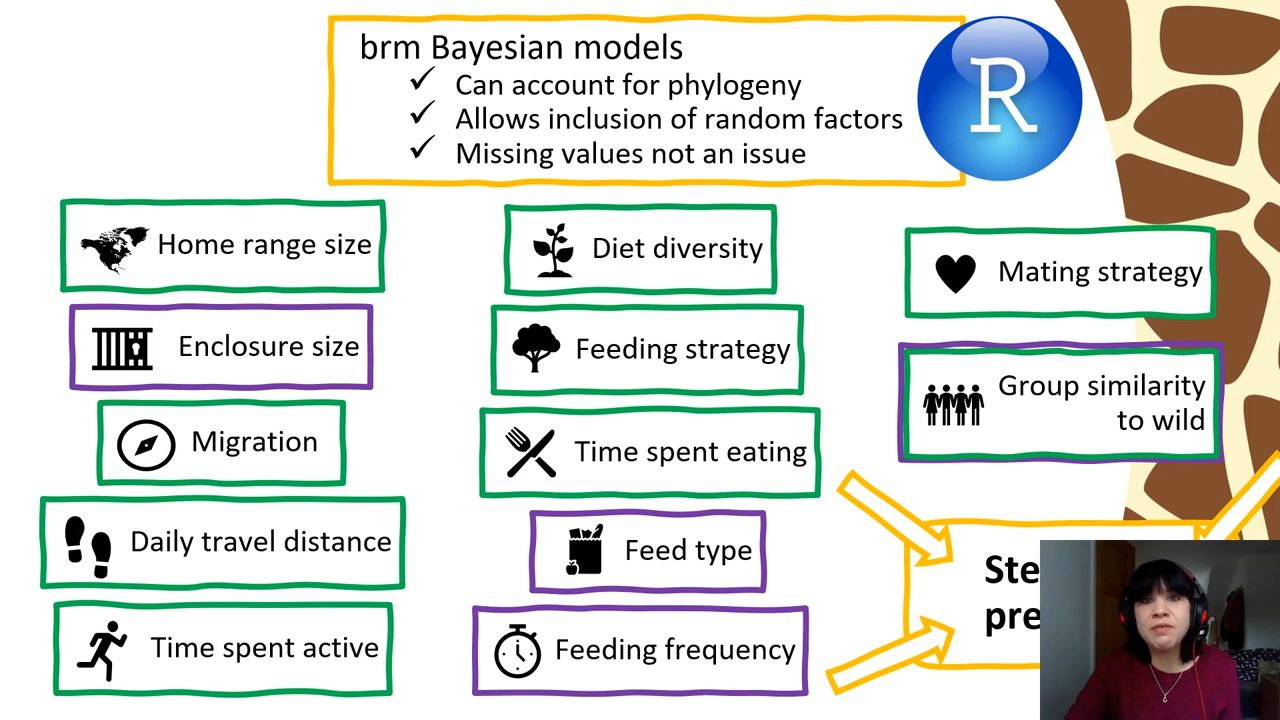 brm Bayesian models
✓ Can account for phylogeny
✓ Allows inclusion of random factors
✓ Missing values not an issue
R
Home range size
Enclosure size
Migration
Daily travel distance
Time spent active
Diet diversity
Feeding strategy
Time spent eating
Feed type
Feeding frequency
Mating strategy
Group similarity
to wild
Ste
pre